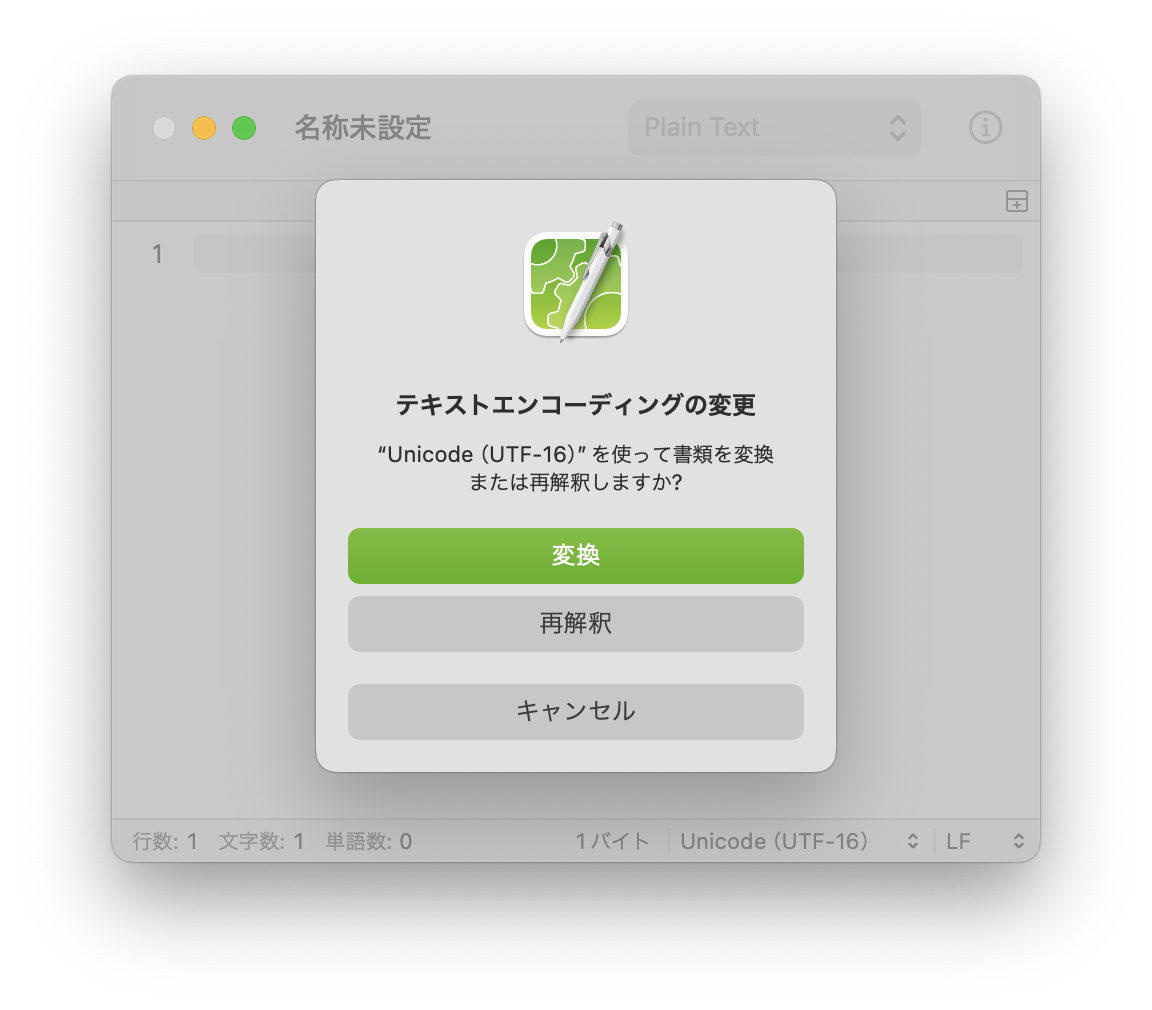 名称未設定
Plain Text
1
テキストエンコーディングの変更
“Unicode (UTF-16)” を使って書類を変換
または再解釈しますか?
変換
再解釈
キャンセル
行数: 1 文字数: 1 単語数: 0 1 バイト Unicode (UTF-16) LF